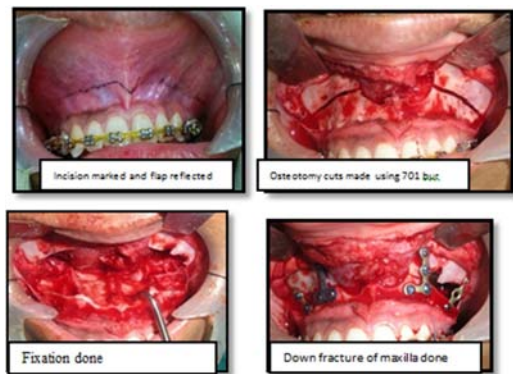 Incision marked and flap reflected
Osteotomy cuts made using 701 bur.
Fixation done
Down fracture of maxilla done